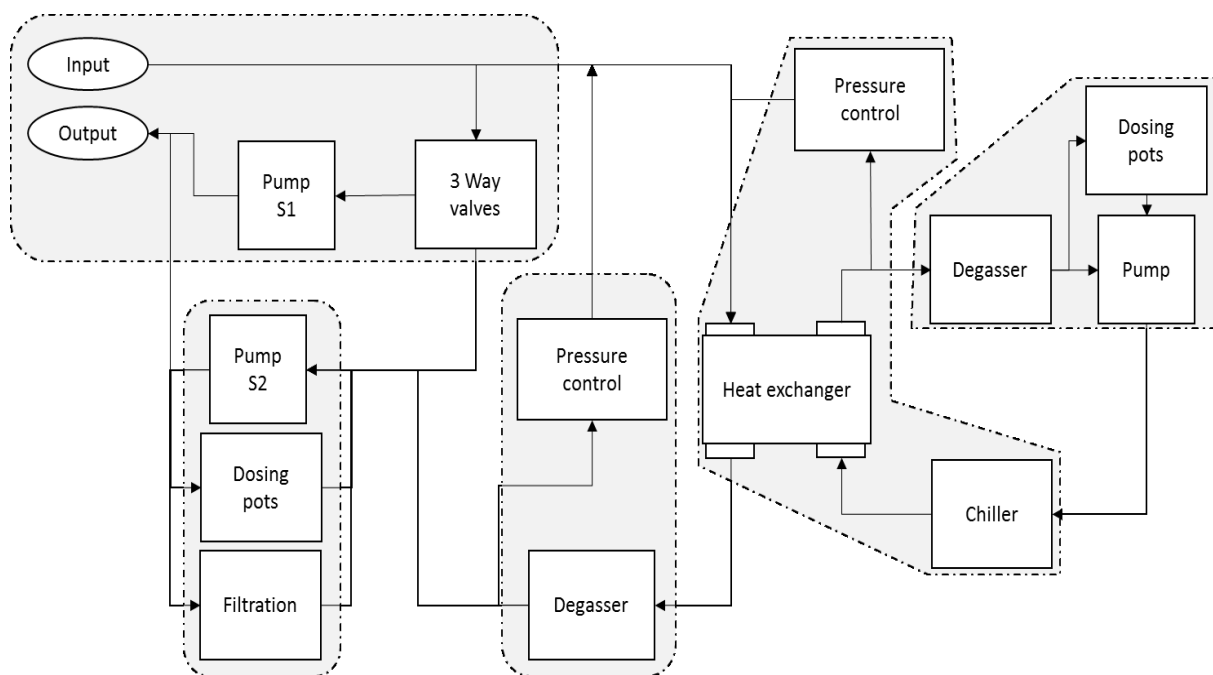 Input
Output
Pump
S1
3 Way
valves
Pressure
control
Dosing
pots
Degasser
Pump
Pump
S2
Pressure
control
Heat exchanger
Dosing
pots
Chiller
Filtration
Degasser